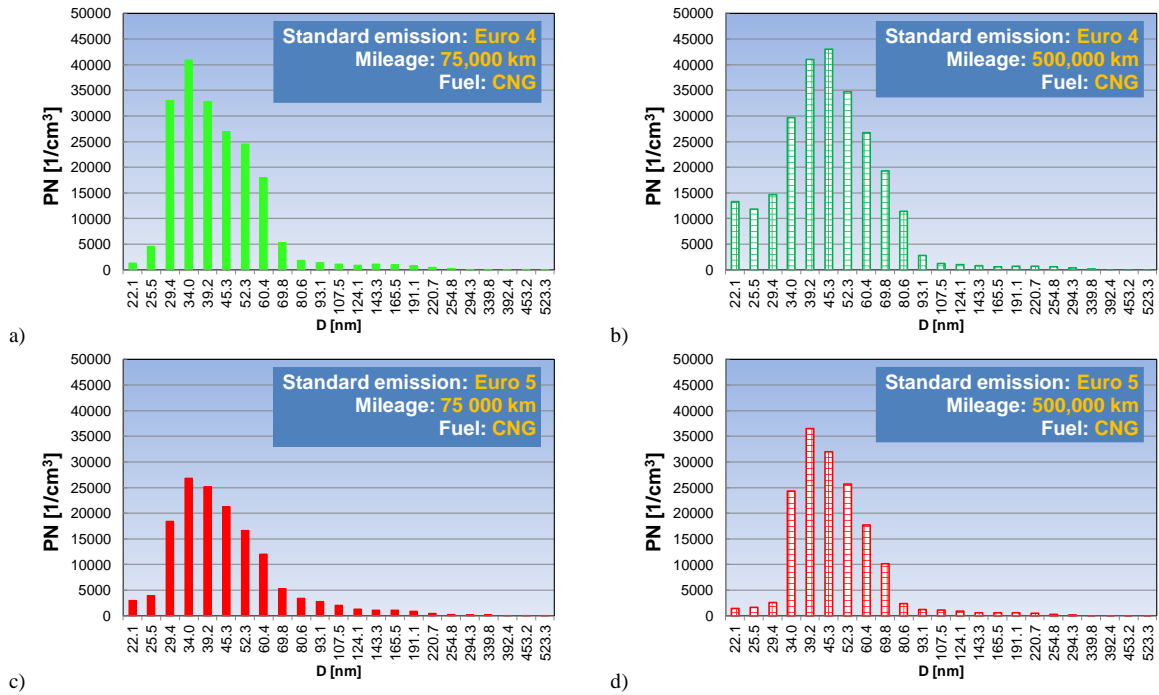 50000
45000
40000
35000
30000
25000
20000
15000
10000
5000
0
PN [1/cm³]
Standard emission: Euro 4
Mileage: 75,000 km
Fuel: CNG
22.1 25.5 29.4 34.0 39.2 45.3 52.3 60.4 69.8 80.6 93.1 107.5 124.1 143.3 165.5 191.1 220.7 254.8 294.3 339.8 392.4 453.2 523.3
D [nm]
a)
50000
45000
40000
35000
30000
25000
20000
15000
10000
5000
0
PN [1/cm³]
Standard emission: Euro 4
Mileage: 500,000 km
Fuel: CNG
22.1 25.5 29.4 34.0 39.2 45.3 52.3 60.4 69.8 80.6 93.1 107.5 124.1 143.3 165.5 191.1 220.7 254.8 294.3 339.8 392.4 453.2 523.3
D [nm]
b)
50000
45000
40000
35000
30000
25000
20000
15000
10000
5000
0
PN [1/cm³]
Standard emission: Euro 5
Mileage: 75 000 km
Fuel: CNG
22.1 25.5 29.4 34.0 39.2 45.3 52.3 60.4 69.8 80.6 93.1 107.5 124.1 143.3 165.5 191.1 220.7 254.8 294.3 339.8 392.4 453.2 523.3
D [nm]
c)
50000
45000
40000
35000
30000
25000
20000
15000
10000
5000
0
PN [1/cm³]
Standard emission: Euro 5
Mileage: 500,000 km
Fuel: CNG
22.1 25.5 29.4 34.0 39.2 45.3 52.3 60.4 69.8 80.6 93.1 107.5 124.1 143.3 165.5 191.1 220.7 254.8 294.3 339.8 392.4 453.2 523.3
D [nm]
d)